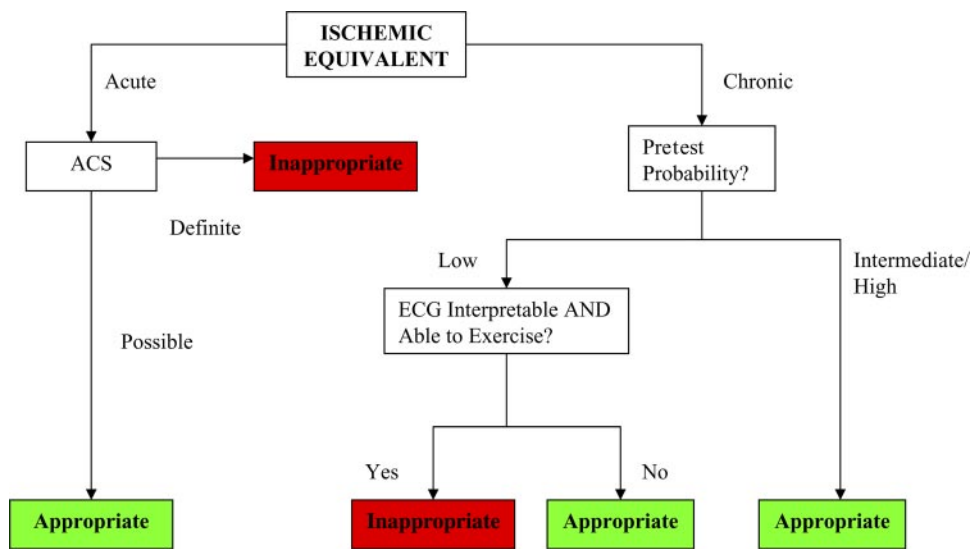 ISCHEMIC
EQUIVALENT
Acute
Chronic
ACS
Inappropriate
Pretest
Probability?
Definite
Low
Intermediate/
High
ECG Interpretable AND
Able to Exercise?
Possible
Yes
No
Appropriate
Inappropriate
Appropriate
Appropriate